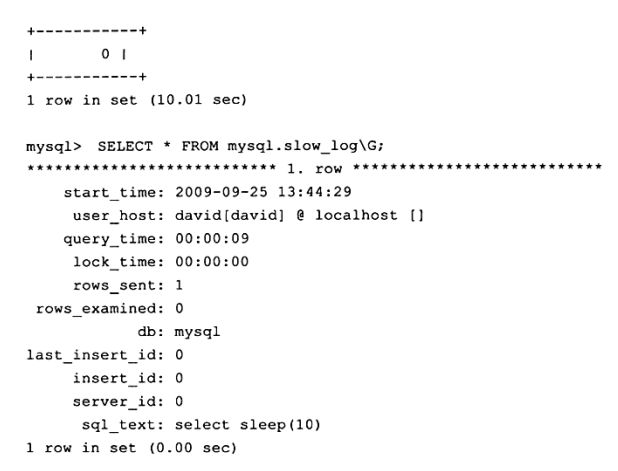 +-----------+
|         0 |
+-----------+
1 row in set (10.01 sec)
mysql> SELECT * FROM mysql.slow_log\G;
*************************** 1. row ***************************
start_time: 2009-09-25 13:44:29
user_host: david[david] @ localhost []
query_time: 00:00:09
lock_time: 00:00:00
rows_sent: 1
rows_examined: 0
db: mysql
last_insert_id: 0
insert_id: 0
server_id: 0
sql_text: select sleep(10)
1 row in set (0.00 sec)